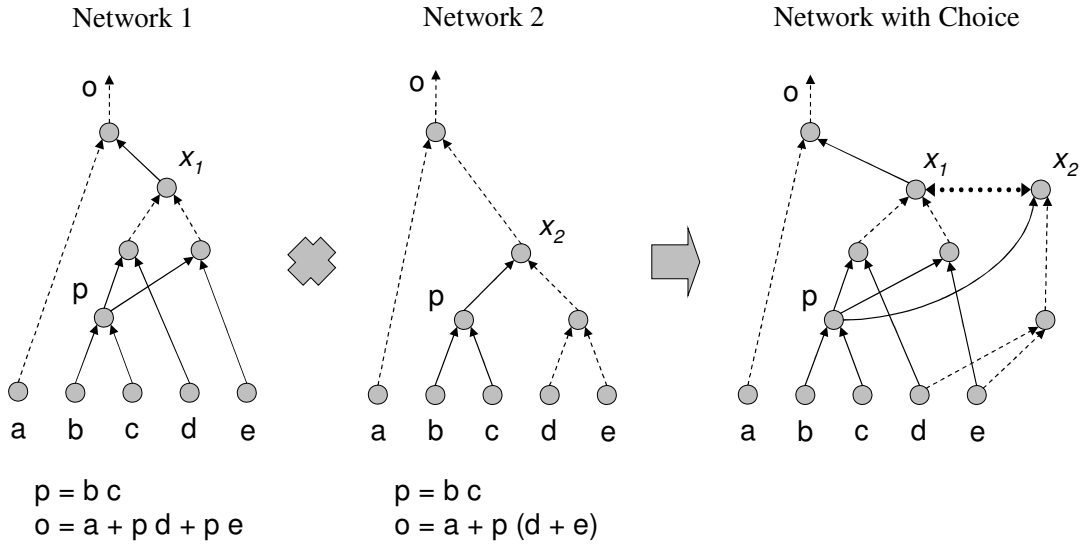 Network 1
Network 2
Network with Choice
o
o
o
x1
x1
x2
x2
p
p
p
a b c d e
a b c d e
a b c d e
p = b c
o = a + p d + p e
p = b c
o = a + p (d + e)